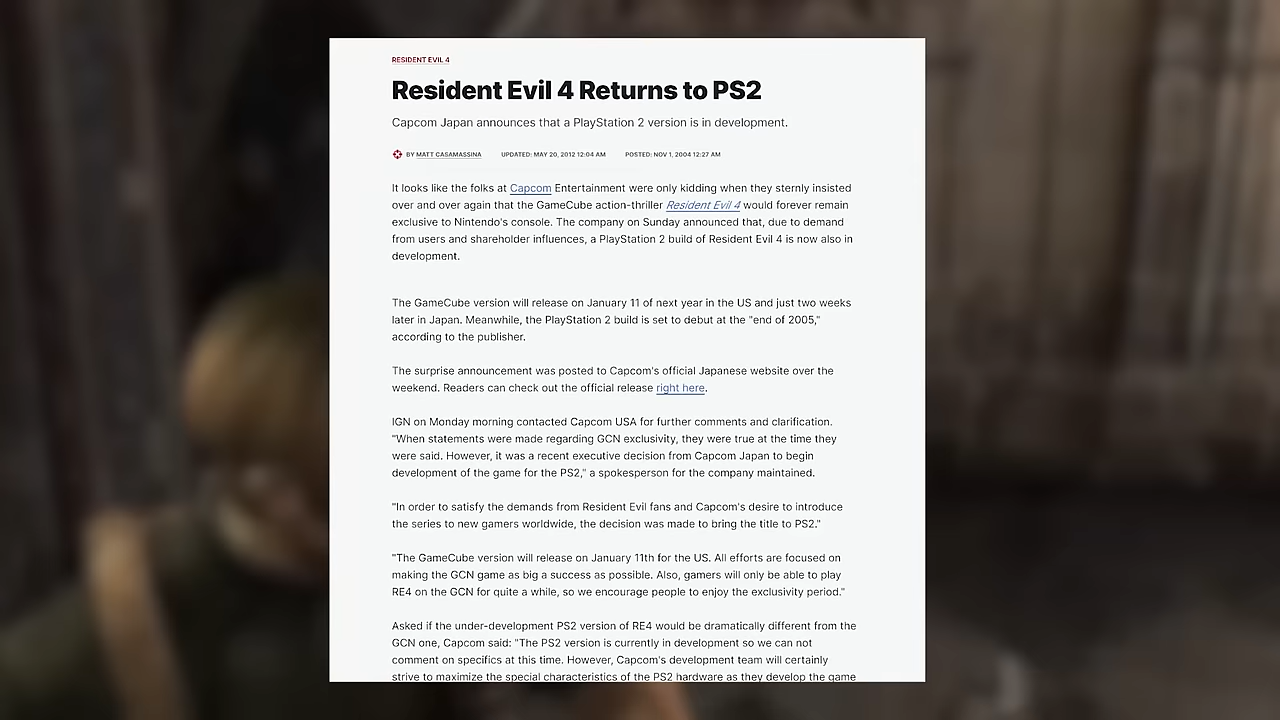 RESIDENT EVIL 4
Resident Evil 4 Returns to PS2
Capcom Japan announces that a PlayStation 2 version is in development.
BY MATT CASAMASSINA UPDATED: MAY 20, 2012 12:04 AM POSTED: NOV 1, 2004 12:27 AM
It looks like the folks at Capcom Entertainment were only kidding when they sternly insisted
over and over again that the GameCube action-thriller Resident Evil 4 would forever remain
exclusive to Nintendo's console. The company on Sunday announced that, due to demand
from users and shareholder influences, a PlayStation 2 build of Resident Evil 4 is now also in
development.
The GameCube version will release on January 11 of next year in the US and just two weeks
later in Japan. Meanwhile, the PlayStation 2 build is set to debut at the "end of 2005,"
according to the publisher.
The surprise announcement was posted to Capcom's official Japanese website over the
weekend. Readers can check out the official release right here.
IGN on Monday morning contacted Capcom USA for further comments and clarification.
"When statements were made regarding GCN exclusivity, they were true at the time they
were said. However, it was a recent executive decision from Capcom Japan to begin
development of the game for the PS2," a spokesperson for the company maintained.
"In order to satisfy the demands from Resident Evil fans and Capcom's desire to introduce
the series to new gamers worldwide, the decision was made to bring the title to PS2."
"The GameCube version will release on January 11th for the US. All efforts are focused on
making the GCN game as big a success as possible. Also, gamers will only be able to play
RE4 on the GCN for quite a while, so we encourage people to enjoy the exclusivity period."
Asked if the under-development PS2 version of RE4 would be dramatically different from the
GCN one, Capcom said: "The PS2 version is currently in development so we can not
comment on specifics at this time. However, Capcom's development team will certainly
strive to maximize the special characteristics of the PS2 hardware as they develop the game